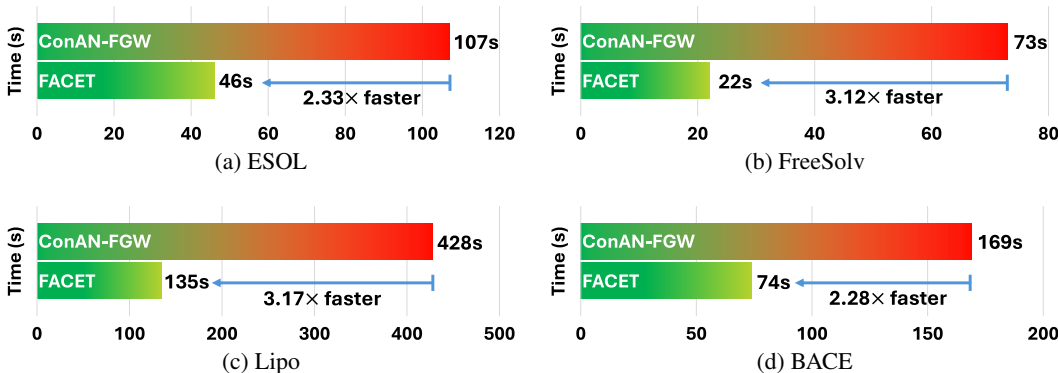 Time (s)
ConAN-FGW
107s
FACET
46s
2.33× faster
0 20 40 60 80 100 120
(a) ESOL
Time (s)
ConAN-FGW
73s
FACET
22s
3.12× faster
0 20 40 60 80
(b) FreeSolv
Time (s)
ConAN-FGW
428s
FACET
135s
3.17× faster
0 100 200 300 400 500
(c) Lipo
Time (s)
ConAN-FGW
169s
FACET
74s
2.28× faster
0 50 100 150 200
(d) BACE